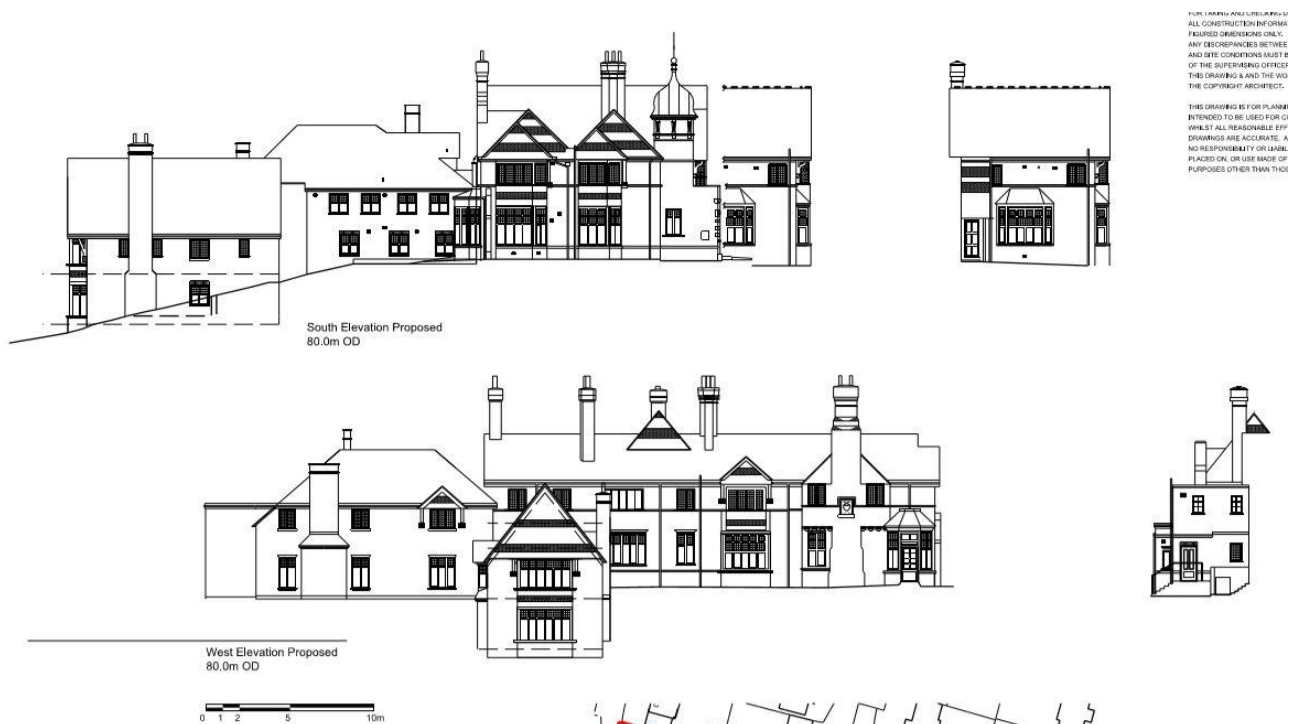 ALL CONSTRUCTION INFORMA
FIGURED DIMENSIONS ONLY.
ANY DISCREPANCIES BETWEE
AND SITE CONDITIONS MUST B
OF THE SUPERVISING OFFICER
THIS DRAWING & AND THE WO
THE COPYRIGHT ARCHITECT.
THIS DRAWING IS FOR PLANNI
INTENDED TO BE USED FOR C
WHILST ALL REASONABLE EFF
DRAWINGS ARE ACCURATE, A
NO RESPONSIBILITY OR LIABIL
PLACED ON, OR USE MADE OF
PURPOSES OTHER THAN THOS
South Elevation Proposed
80.0m OD
West Elevation Proposed
80.0m OD
0 1 2 5 10m